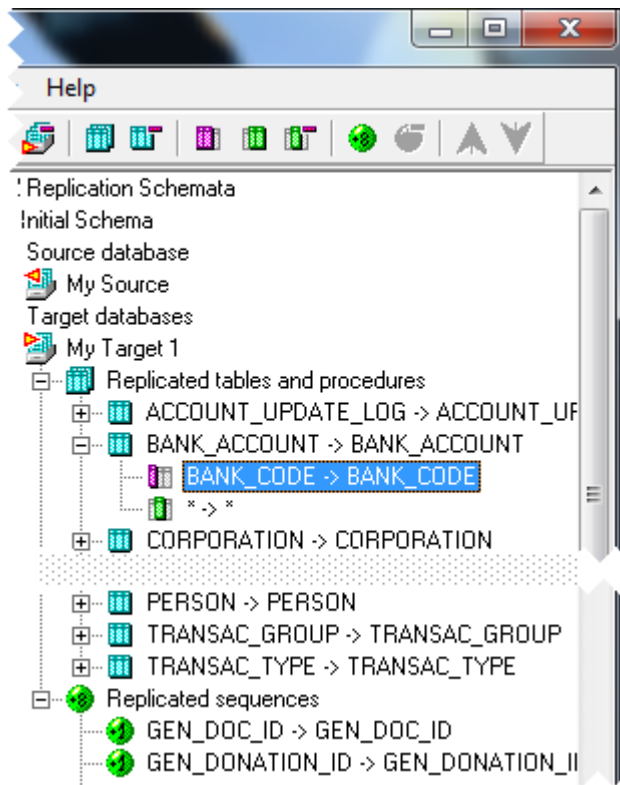 Help
Replication Schemata
Initial Schema
Source database
My Source
Target databases
My Target 1
Replicated tables and procedures
ACCOUNT_UPDATE_LOG -> ACCOUNT_UF
BANK_ACCOUNT -> BANK_ACCOUNT
BANK_CODE -> BANK_CODE
* -> *
CORPORATION -> CORPORATION
PERSON -> PERSON
TRANSAC_GROUP -> TRANSAC_GROUP
TRANSAC_TYPE -> TRANSAC_TYPE
Replicated sequences
GEN_DOC_ID -> GEN_DOC_ID
GEN_DONATION_ID -> GEN_DONATION_I